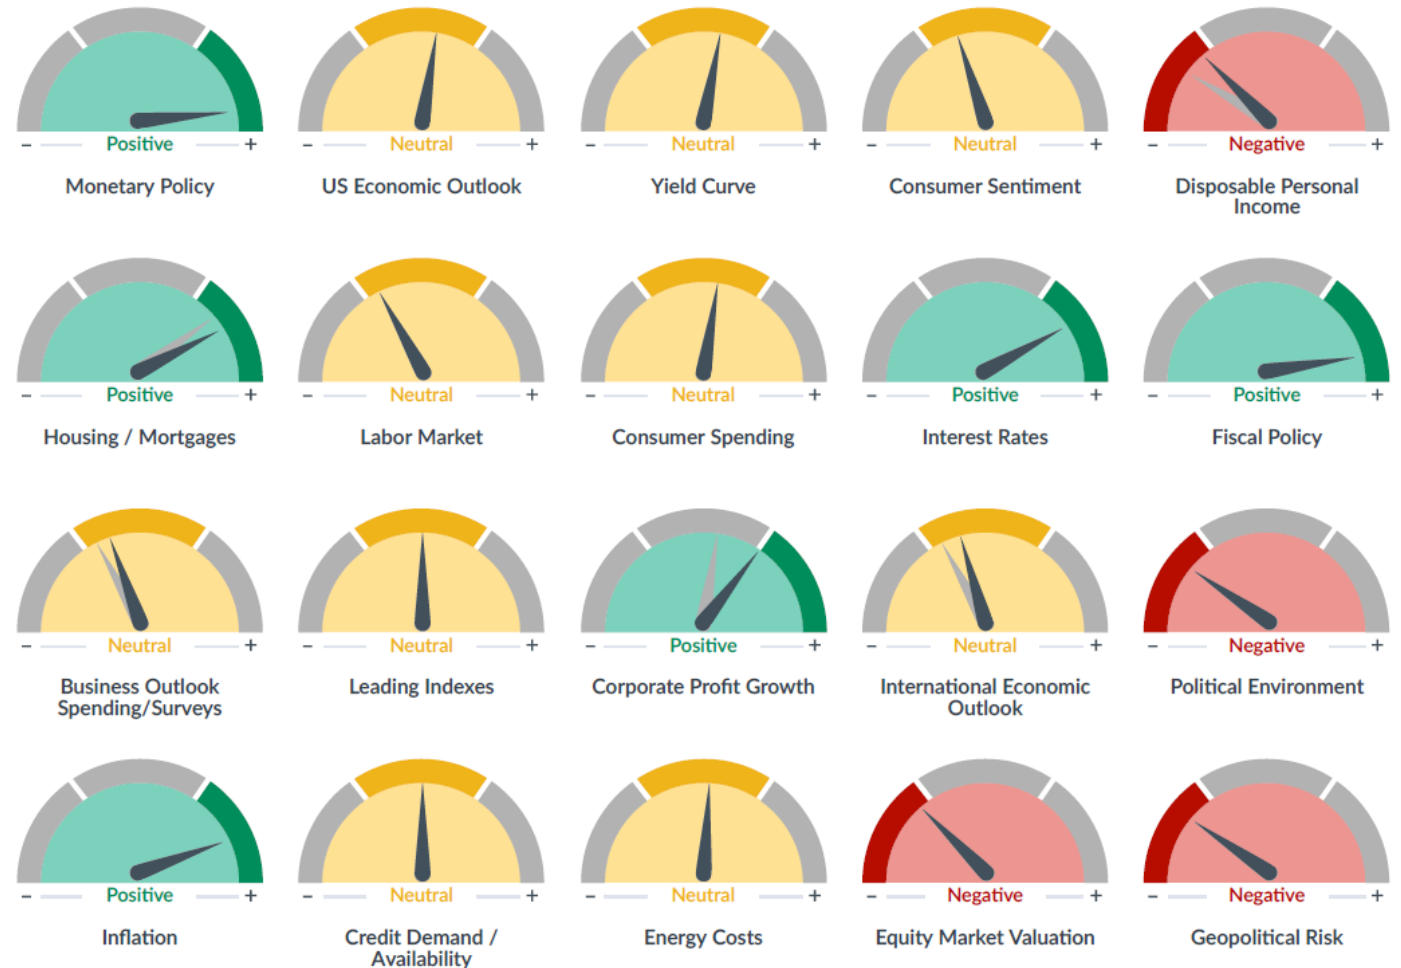 - Positive +
Monetary Policy
- Neutral +
US Economic Outlook
- Neutral +
Yield Curve
- Neutral +
Consumer Sentiment
- Negative +
Disposable Personal
Income
- Positive +
Housing / Mortgages
- Neutral +
Labor Market
- Neutral +
Consumer Spending
- Positive +
Interest Rates
- Positive +
Fiscal Policy
- Neutral +
Business Outlook
Spending/Surveys
- Neutral +
Leading Indexes
- Positive +
Corporate Profit Growth
- Neutral +
International Economic
Outlook
- Negative +
Political Environment
- Positive +
Inflation
- Neutral +
Credit Demand /
Availability
- Neutral +
Energy Costs
- Negative +
Equity Market Valuation
- Negative +
Geopolitical Risk